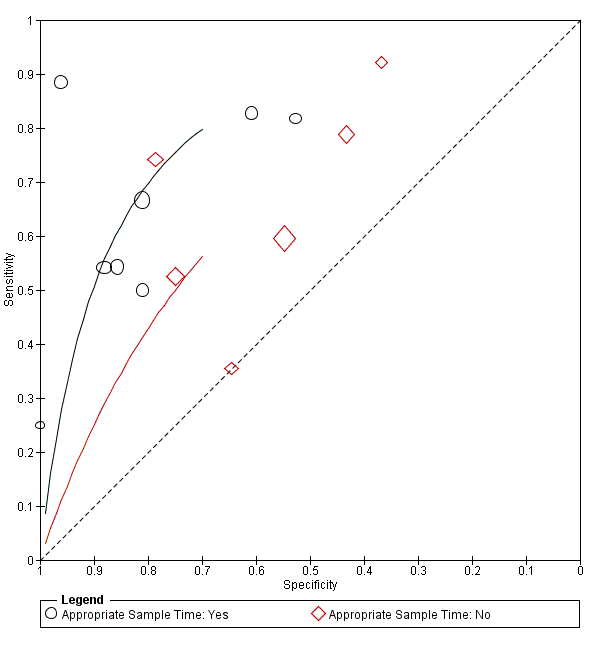 1
0.9
0.8
0.7
0.6
0.5
0.4
0.3
0.2
0.1
0
Sensitivity
1 0.9 0.8 0.7 0.6 0.5 0.4 0.3 0.2 0.1 0
Specificity
Legend
Appropriate Sample Time: Yes Appropriate Sample Time: No